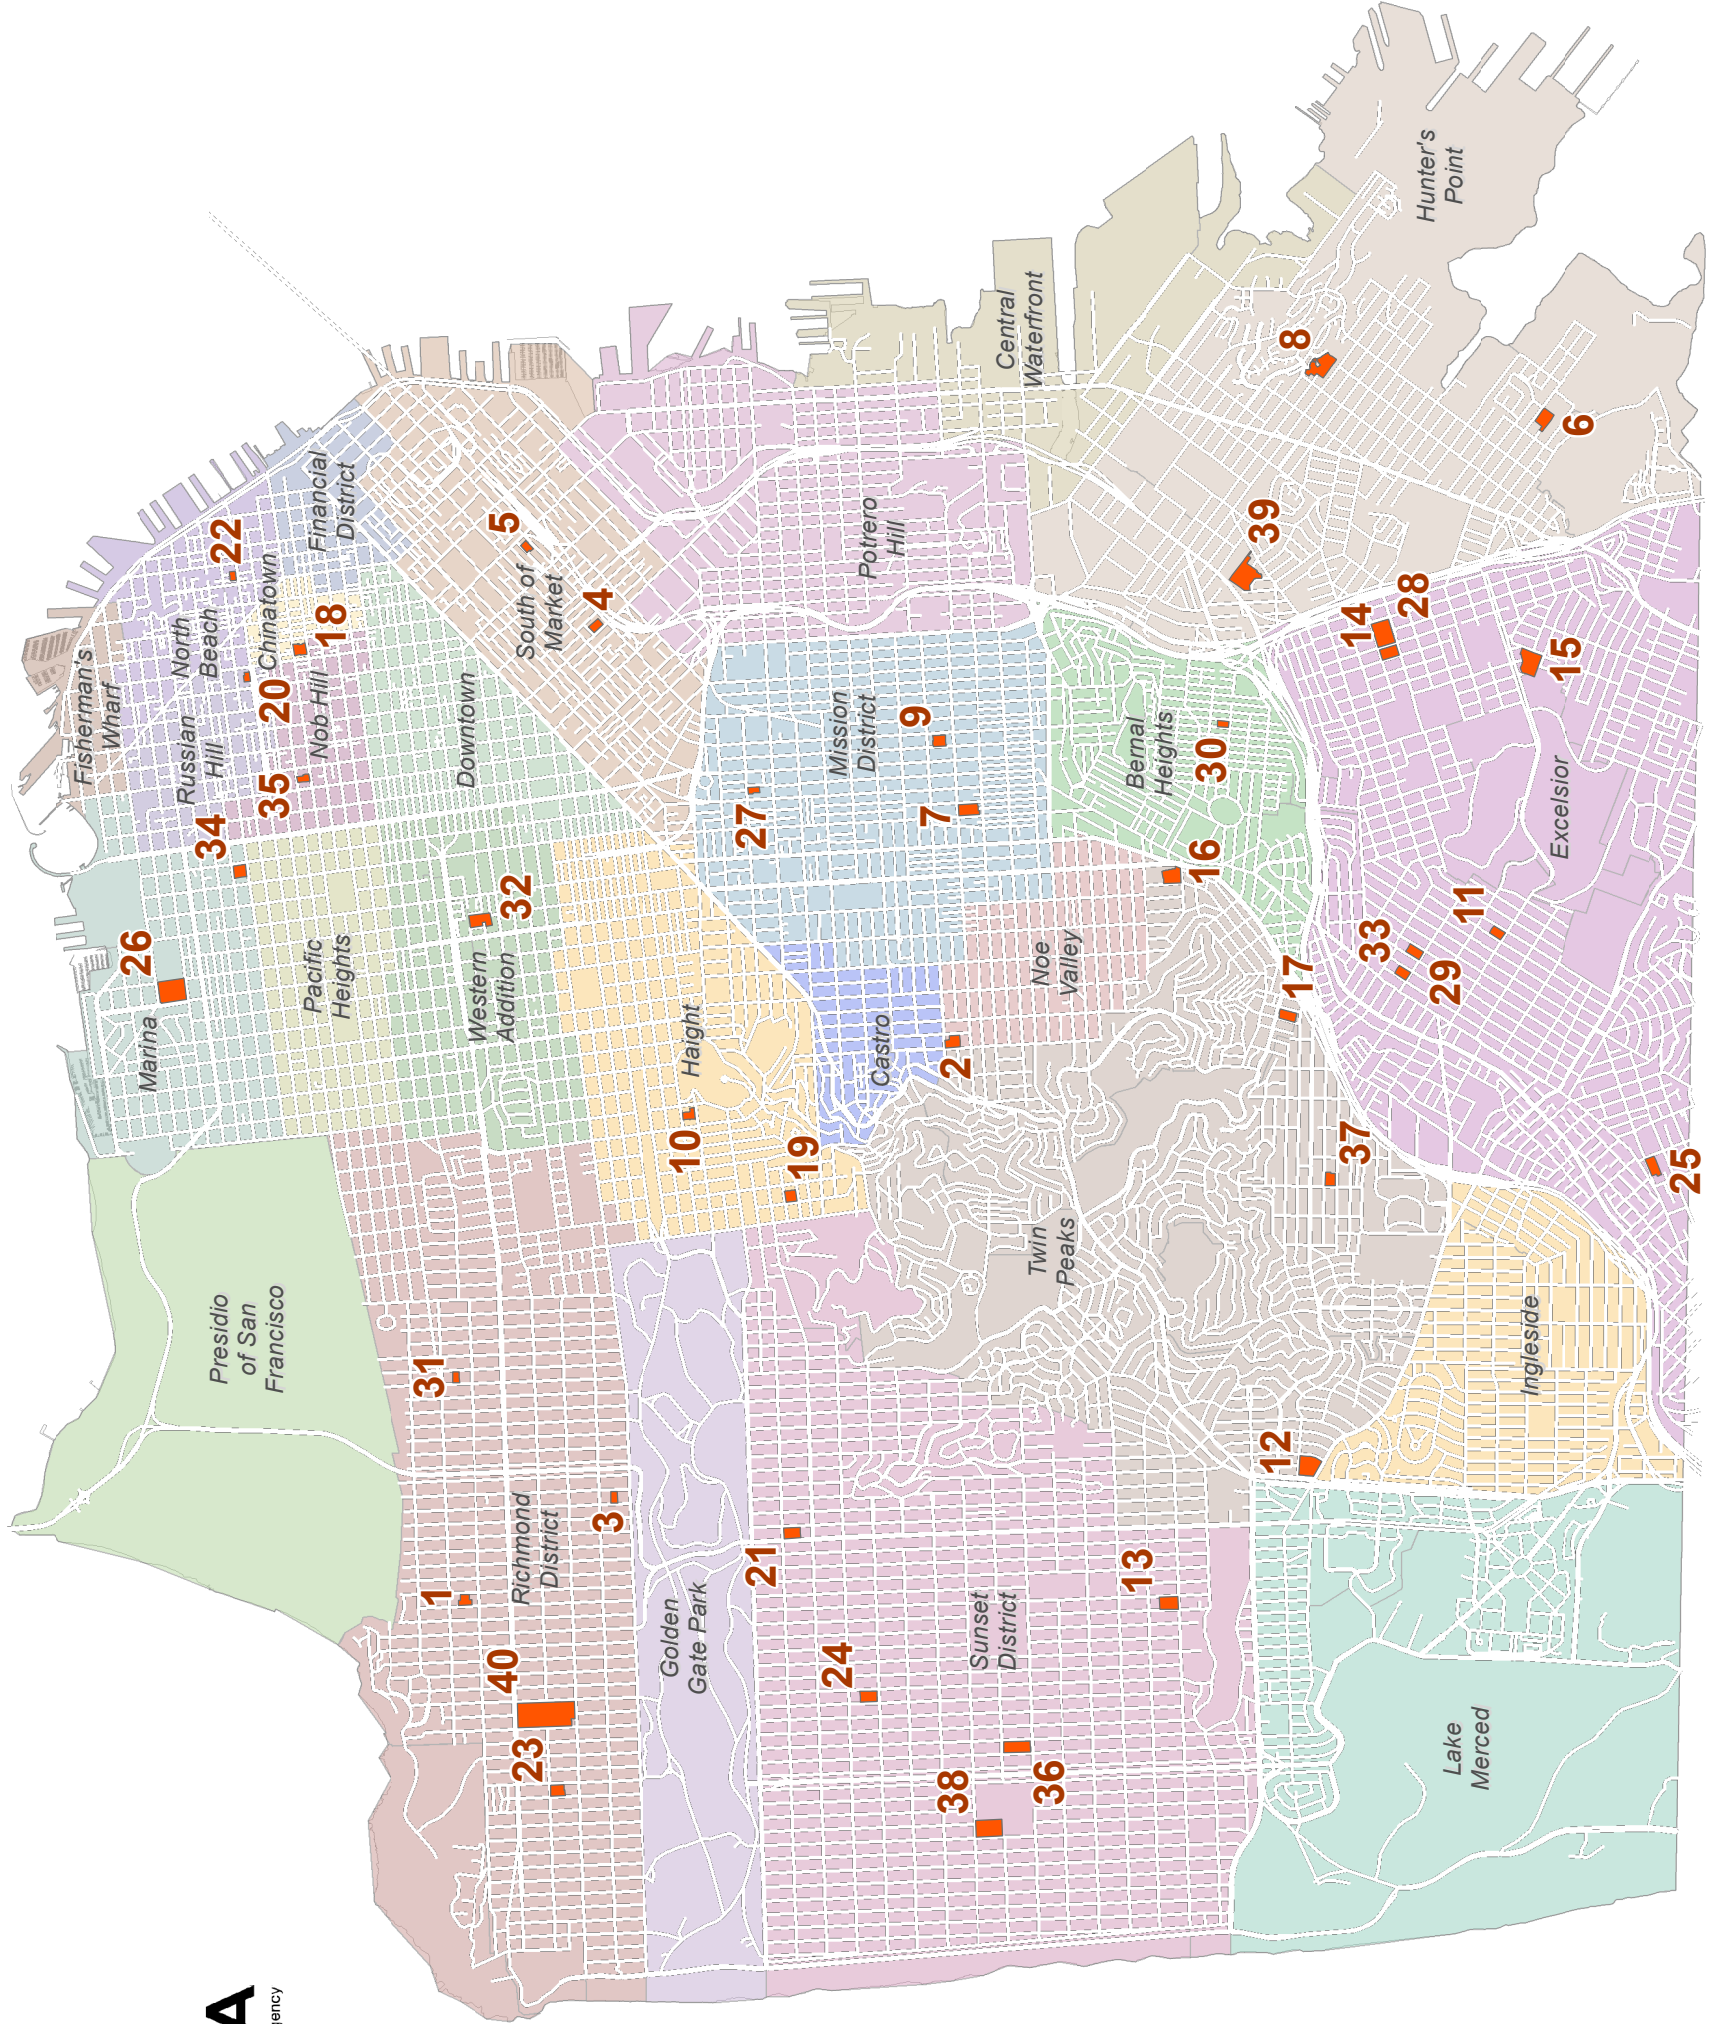 Fisherman's
Wharf
26
Marina
34
Russian
Hill
North
Beach
22
20
Chinatown
35
Nob Hill
18
Financial
District
Presidio
of San
Francisco
Pacific
Heights
31
1
40
23
Richmond
District
3
Western
Addition
32
Downtown
5
South of
Market
4
10
Haight
19
Golden
Gate Park
21
24
27
Mission
District
9
7
Potrero
Hill
Castro
2
Central
Waterfront
Noe
Valley
Sunset
District
38
36
13
Twin
Peaks
Bernal
Heights
30
16
39
8
Hunter's
Point
6
17
37
12
14
28
15
33
29
11
Excelsior
25
Ingleside
Lake
Merced
A
gency